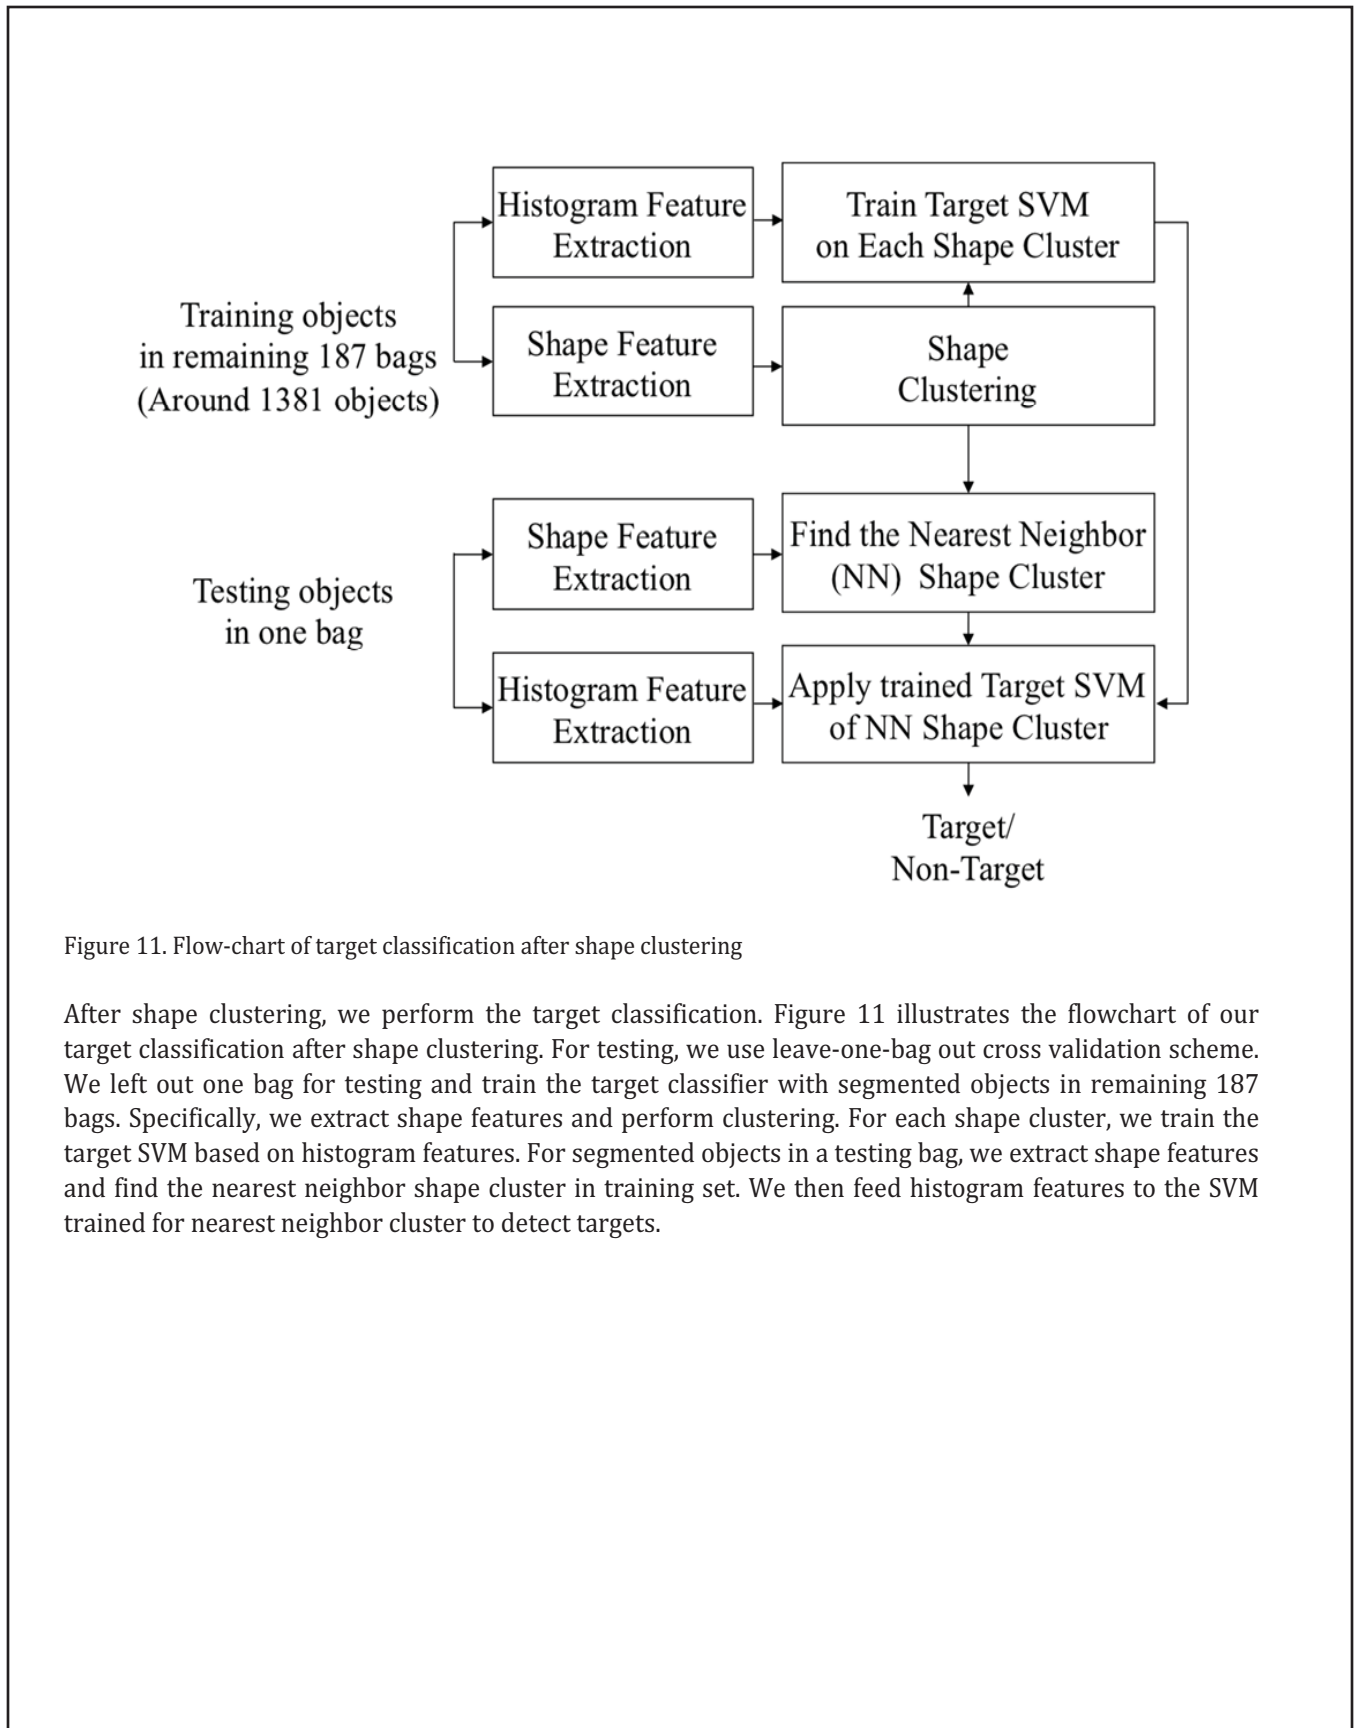 Histogram Feature
Extraction
Train Target SVM
on Each Shape Cluster
Training objects
in remaining 187 bags
(Around 1381 objects)
Shape Feature
Extraction
Shape
Clustering
Testing objects
in one bag
Shape Feature
Extraction
Find the Nearest Neighbor
(NN) Shape Cluster
Histogram Feature
Extraction
Apply trained Target SVM
of NN Shape Cluster
Target/
Non-Target
Figure 11. Flow-chart of target classification after shape clustering
After shape clustering, we perform the target classification. Figure 11 illustrates the flowchart of our
target classification after shape clustering. For testing, we use leave-one-bag out cross validation scheme.
We left out one bag for testing and train the target classifier with segmented objects in remaining 187
bags. Specifically, we extract shape features and perform clustering. For each shape cluster, we train the
target SVM based on histogram features. For segmented objects in a testing bag, we extract shape features
and find the nearest neighbor shape cluster in training set. We then feed histogram features to the SVM
trained for nearest neighbor cluster to detect targets.